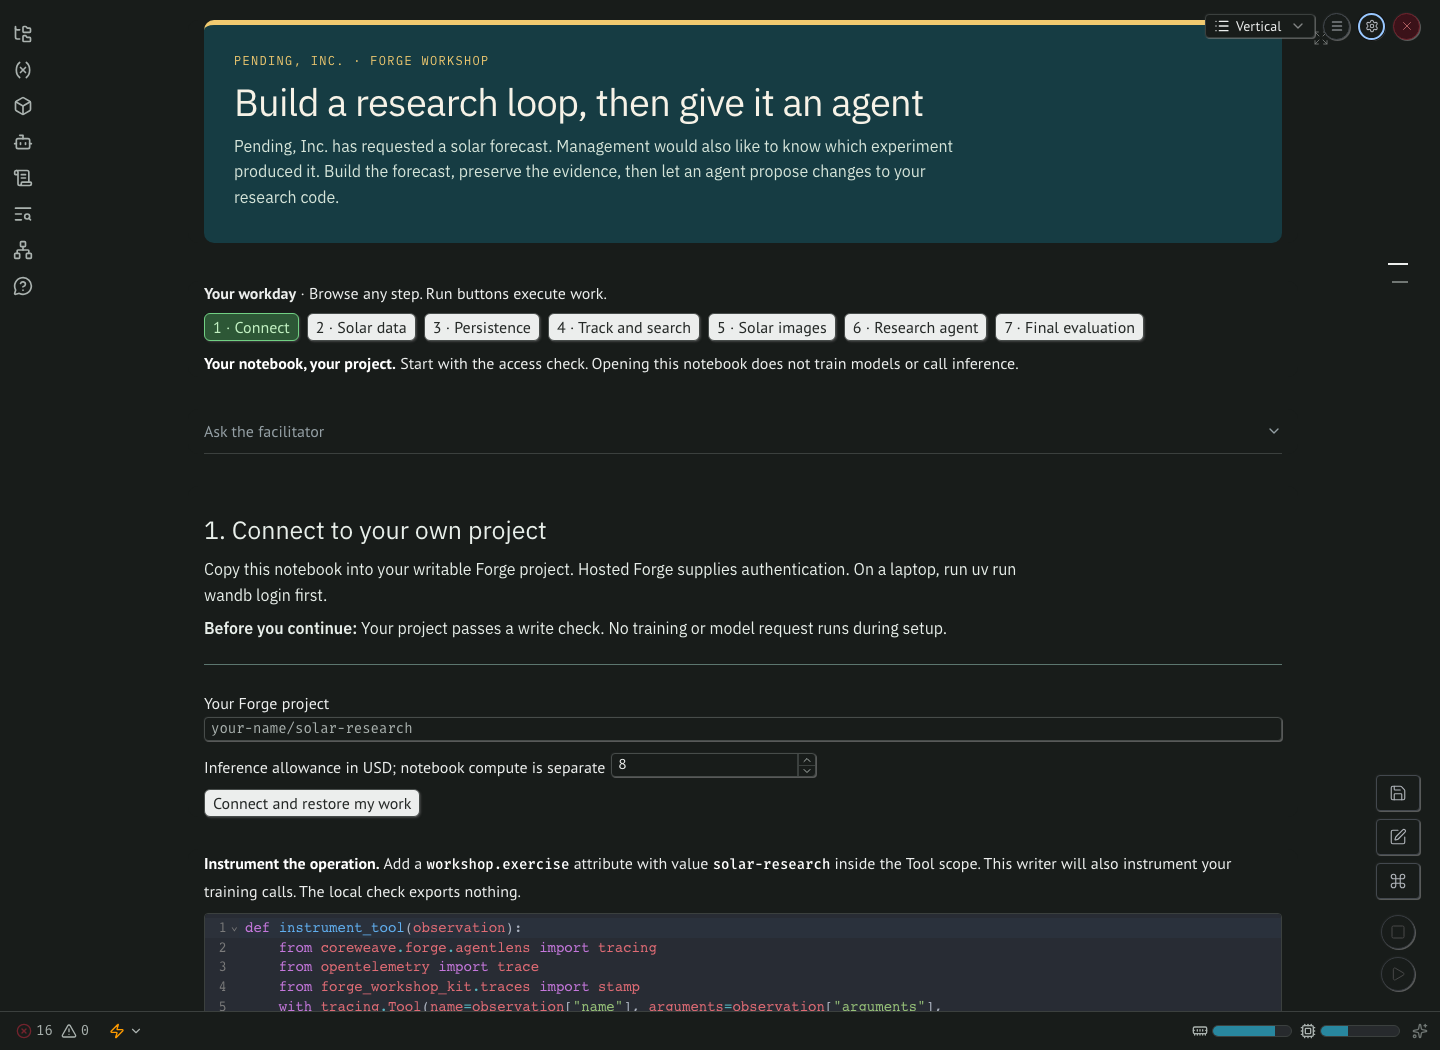 Vertical
PENDING, INC. · FORGE WORKSHOP
Build a research loop, then give it an agent
Pending, Inc. has requested a solar forecast. Management would also like to know which experiment
produced it. Build the forecast, preserve the evidence, then let an agent propose changes to your
research code.
Your workday · Browse any step. Run buttons execute work.
1 · Connect
2 · Solar data
3 · Persistence
4 · Track and search
5 · Solar images
6 · Research agent
7 · Final evaluation
Your notebook, your project. Start with the access check. Opening this notebook does not train models or call inference.
Ask the facilitator
1. Connect to your own project
Copy this notebook into your writable Forge project. Hosted Forge supplies authentication. On a laptop, run uv run
wandb login first.
Before you continue: Your project passes a write check. No training or model request runs during setup.
Your Forge project
your-name/solar-research
Inference allowance in USD; notebook compute is separate 8
Connect and restore my work
Instrument the operation. Add a workshop.exercise attribute with value solar-research inside the Tool scope. This writer will also instrument your
training calls. The local check exports nothing.
1 def instrument_tool(observation):
2 from coreweave.forge.agentlens import tracing
3 from opentelemetry import trace
4 from forge_workshop_kit.traces import stamp
5 with tracing.Tool(name=observation["name"], arguments=observation["arguments"],
16 0